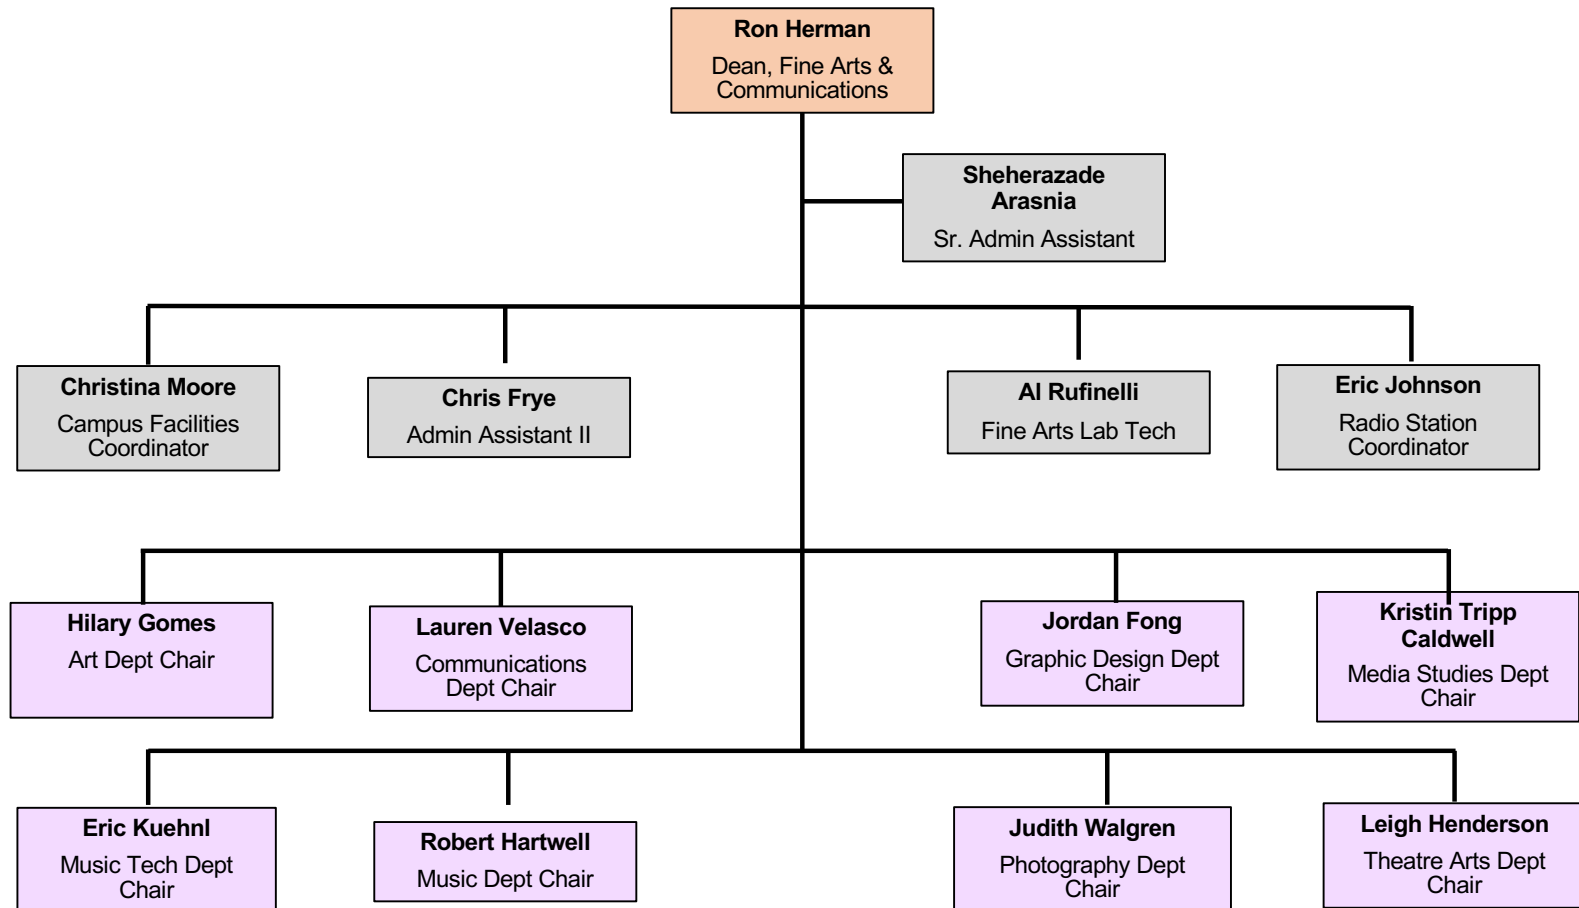 Ron Herman
Dean, Fine Arts &
Communications
Sheherazade
Arasnia
Sr. Admin Assistant
Christina Moore
Campus Facilities
Coordinator
Chris Frye
Admin Assistant II
Al Rufinelli
Fine Arts Lab Tech
Eric Johnson
Radio Station
Coordinator
Hilary Gomes
Art Dept Chair
Lauren Velasco
Communications
Dept Chair
Jordan Fong
Graphic Design Dept
Chair
Kristin Tripp
Caldwell
Media Studies Dept
Chair
Eric Kuehnl
Music Tech Dept
Chair
Robert Hartwell
Music Dept Chair
Judith Walgren
Photography Dept
Chair
Leigh Henderson
Theatre Arts Dept
Chair